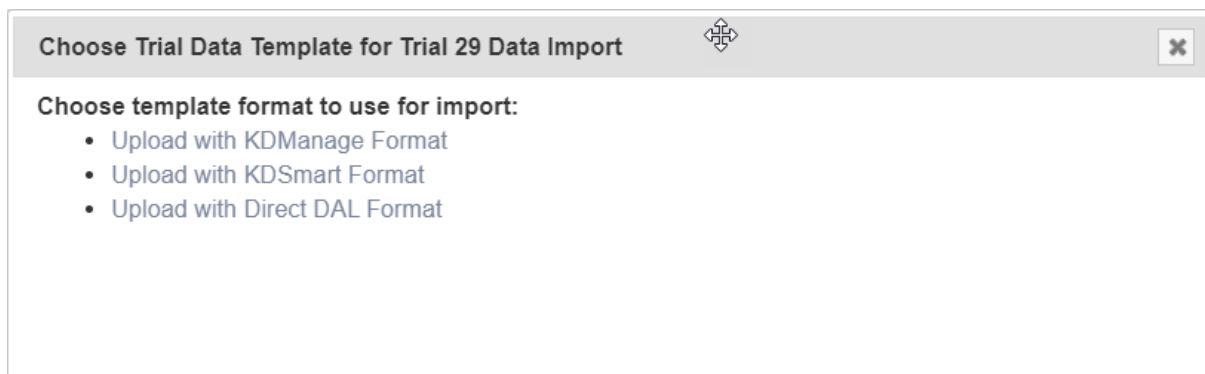 Choose Trial Data Template for Trial 29 Data Import
Choose template format to use for import:
Upload with KDManage Format
Upload with KDSmart Format
Upload with Direct DAL Format